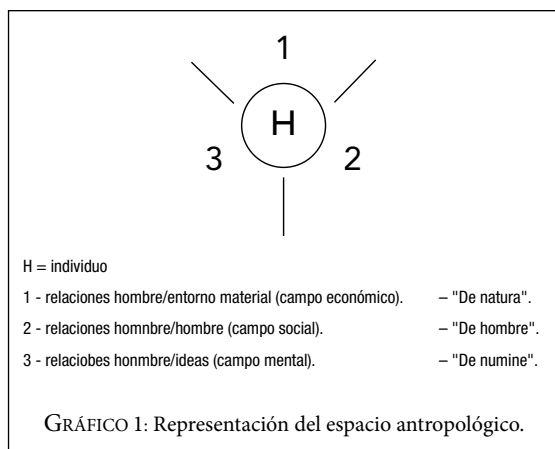 1
H
3
2
H = individuo
1 - relaciones hombre/entorno material (campo económico). – "De natura".
2 - relaciones homnbre/hombre (campo social). – "De hombre".
3 - relaciobes honmbre/ideas (campo mental). – "De numine".
GRÁFICO 1: Representación del espacio antropológico.